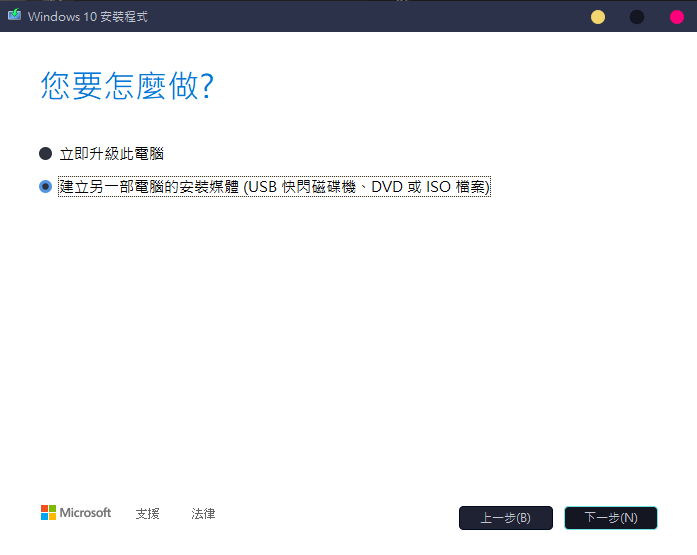 Windows 10 安裝程式
您要怎麼做?
立即升級此電腦
建立另一部電腦的安裝媒體 (USB 快閃磁碟機、DVD 或 ISO 檔案)
Microsoft 支援 法律 上一步(B) 下一步(N)